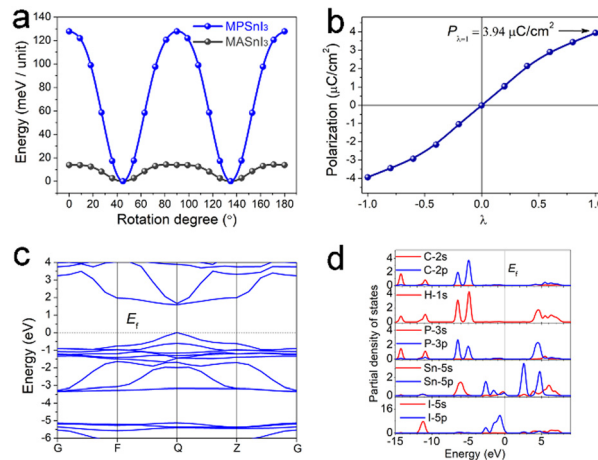 a
MPSnI₃
MASnI₃
Energy (meV / unit)
140
120
100
80
60
40
20
0
0 20 40 60 80 100 120 140 160 180
Rotation degree (°)
b
P_λ=1 = 3.94 μC/cm²
Polarization (μC/cm²)
4
3
2
1
0
-1
-2
-3
-4
-1.0 -0.5 0.0 0.5 1.0
λ
c
E_f
Energy (eV)
4
3
2
1
0
-1
-2
-3
-4
-5
-6
G F Q Z G
d
Partial density of states
C-2s
C-2p
E_f
H-1s
P-3s
P-3p
Sn-5s
Sn-5p
I-5s
I-5p
4
2
0
4
2
0
4
2
0
4
2
0
16
0
-15 -10 -5 0 5
Energy (eV)